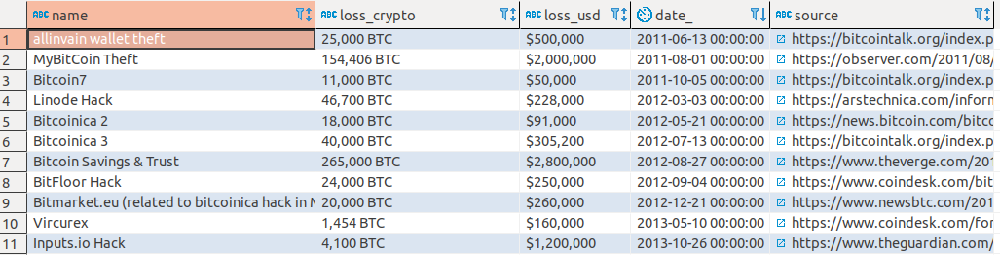 ABC name ABC loss_crypto ABC loss_usd date_ ABC source
1 allinvain wallet theft 25,000 BTC $500,000 2011-06-13 00:00:00 https://bitcointalk.org/index.p
2 MyBitCoin Theft 154,406 BTC $2,000,000 2011-08-01 00:00:00 https://observer.com/2011/08/
3 Bitcoin7 11,000 BTC $50,000 2011-10-05 00:00:00 https://bitcointalk.org/index.p
4 Linode Hack 46,700 BTC $228,000 2012-03-03 00:00:00 https://arstechnica.com/inforn
5 Bitcoinica 2 18,000 BTC $91,000 2012-05-21 00:00:00 https://news.bitcoin.com/bitco
6 Bitcoinica 3 40,000 BTC $305,200 2012-07-13 00:00:00 https://bitcointalk.org/index.p
7 Bitcoin Savings & Trust 265,000 BTC $2,800,000 2012-08-27 00:00:00 https://www.theverge.com/201
8 BitFloor Hack 24,000 BTC $250,000 2012-09-04 00:00:00 https://www.coindesk.com/bit
9 Bitmarket.eu (related to bitcoinica hack in M 20,000 BTC $260,000 2012-12-21 00:00:00 https://www.newsbtc.com/201
10 Vircurex 1,454 BTC $160,000 2013-05-10 00:00:00 https://www.coindesk.com/for
11 Inputs.io Hack 4,100 BTC $1,200,000 2013-10-26 00:00:00 https://www.theguardian.com/